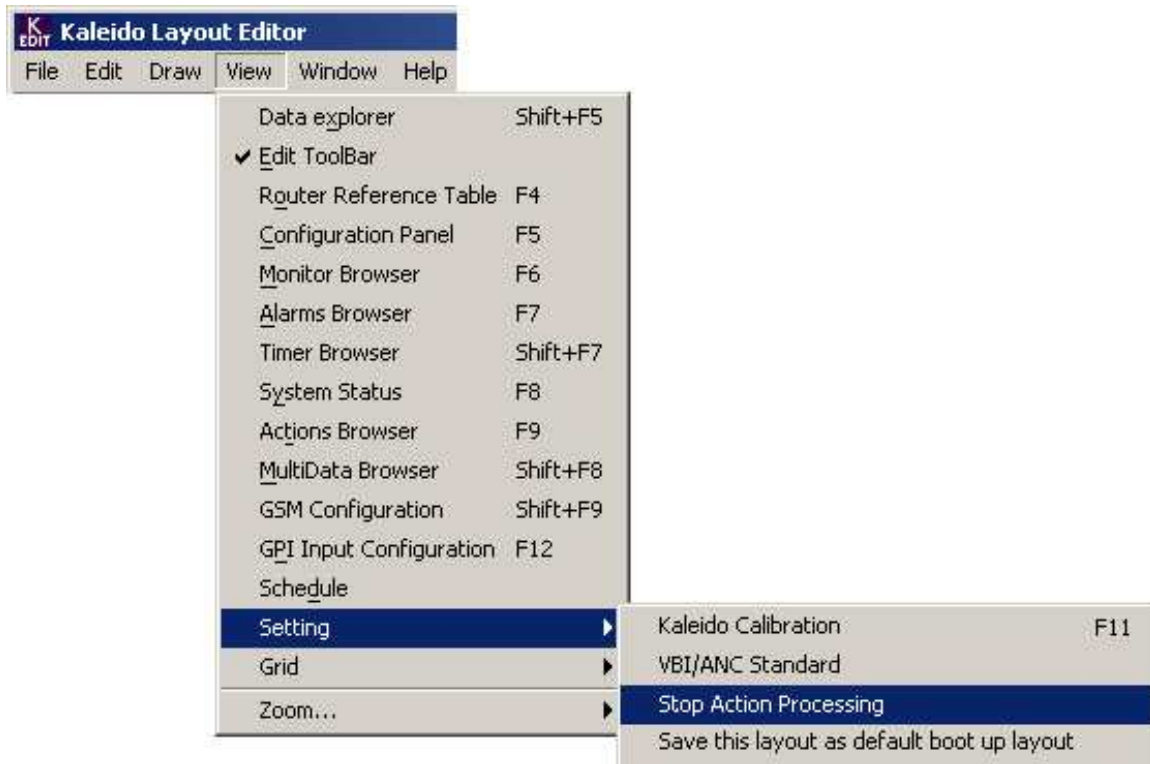 K EDIT Kaleido Layout Editor
File Edit Draw View Window Help
Data explorer Shift+F5
Edit ToolBar
Router Reference Table F4
Configuration Panel F5
Monitor Browser F6
Alarms Browser F7
Timer Browser Shift+F7
System Status F8
Actions Browser F9
MultiData Browser Shift+F8
GSM Configuration Shift+F9
GPI Input Configuration F12
Schedule
Setting
Grid
Zoom...
Kaleido Calibration F11
VBI/ANC Standard
Stop Action Processing
Save this layout as default boot up layout